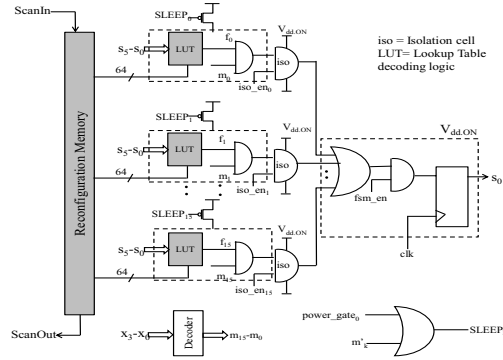 ScanIn
SLEEP0
Vdd.ON
iso = Isolation cell
LUT= Lookup Table
decoding logic
s5-s0
LUT
f0
iso
64
m0
iso_en0
Reconfiguration Memory
SLEEP1
Vdd.ON
s5-s0
LUT
f1
iso
64
m1
iso_en1
Vdd.ON
fsm_en
s0
clk
SLEEP15
Vdd.ON
s5-s0
LUT
f15
iso
64
m15
iso_en15
ScanOut
x3-x0
Decoder
m15-m0
power_gate0
m'k
SLEEP